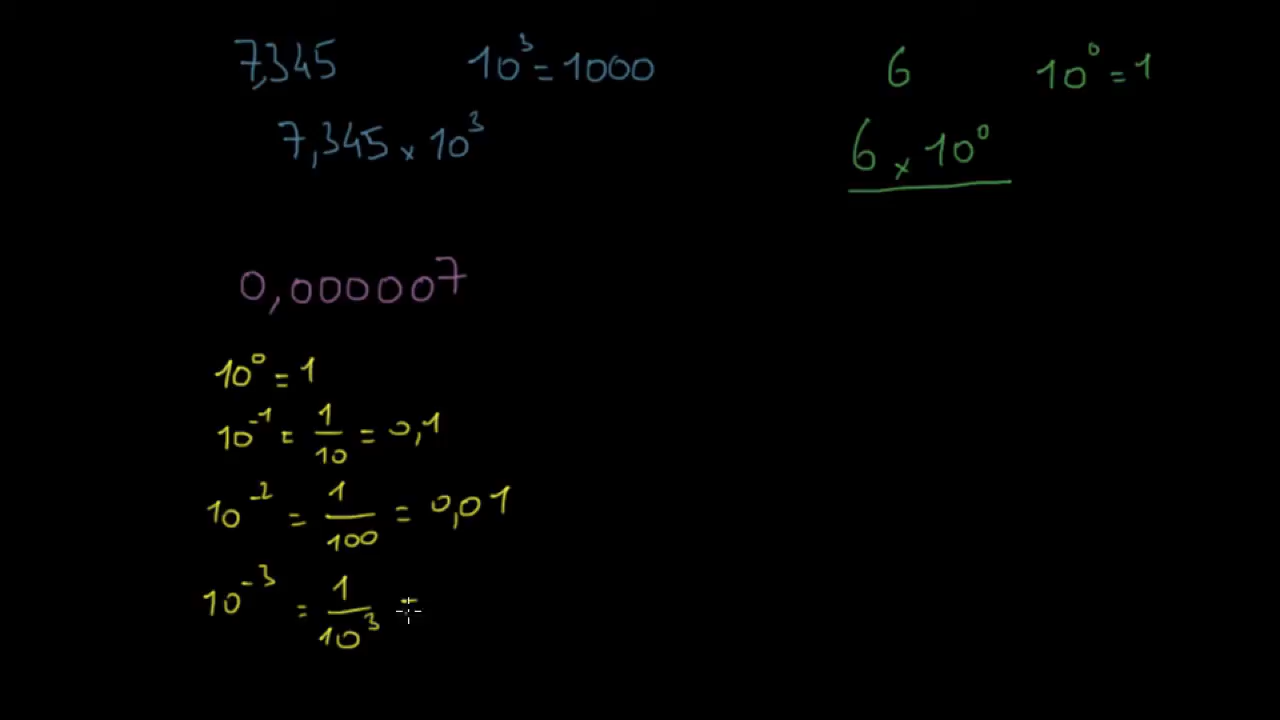 7,345 10³ = 1000
7,345 × 10³
6 10⁰ = 1
6 × 10⁰
0,000007
10⁰ = 1
10⁻¹ = 1/10 = 0,1
10⁻² = 1/100 = 0,01
10⁻³ = 1/10³ =